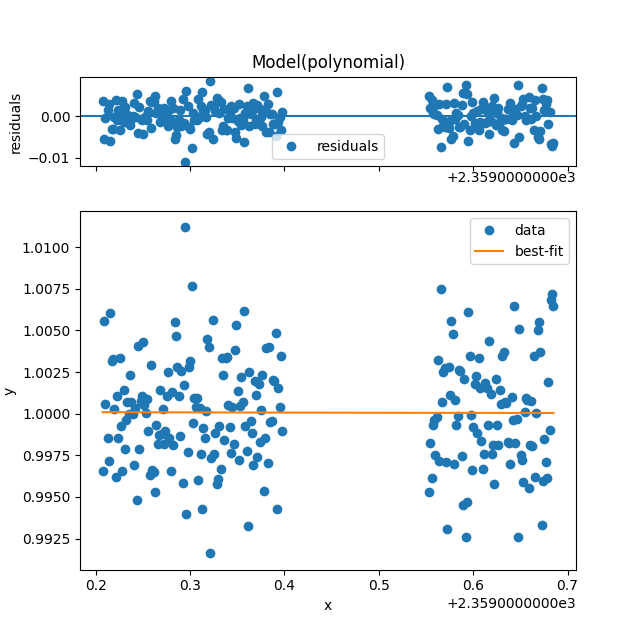 Model(polynomial)
0.00
−0.01
residuals
residuals
+2.3590000000e3
1.0100
1.0075
1.0050
1.0025
1.0000
0.9975
0.9950
0.9925
y
data
best-fit
0.2 0.3 0.4 0.5 0.6 0.7
x
+2.3590000000e3